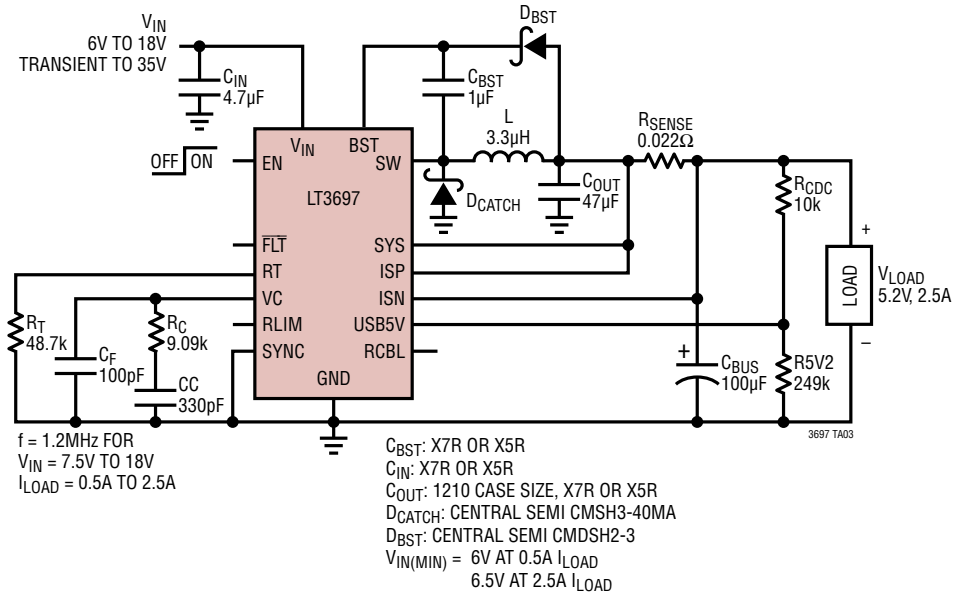 D_BST
V_IN
6V TO 18V
TRANSIENT TO 35V
C_IN
4.7µF
C_BST
1µF
L
3.3µH
R_SENSE
0.022Ω
OFF
ON
V_IN
BST
EN
SW
LT3697
D_CATCH
C_OUT
47µF
R_CDC
10k
FLT
SYS
RT
ISP
VC
ISN
RLIM
USB5V
SYNC
RCBL
GND
+
LOAD
–
V_LOAD
5.2V, 2.5A
R_T
48.7k
C_F
100pF
R_C
9.09k
CC
330pF
+
C_BUS
100µF
R5V2
249k
3697 TA03
f = 1.2MHz FOR
V_IN = 7.5V TO 18V
I_LOAD = 0.5A TO 2.5A
C_BST: X7R OR X5R
C_IN: X7R OR X5R
C_OUT: 1210 CASE SIZE, X7R OR X5R
D_CATCH: CENTRAL SEMI CMSH3-40MA
D_BST: CENTRAL SEMI CMDSH2-3
V_IN(MIN) = 6V AT 0.5A I_LOAD
6.5V AT 2.5A I_LOAD